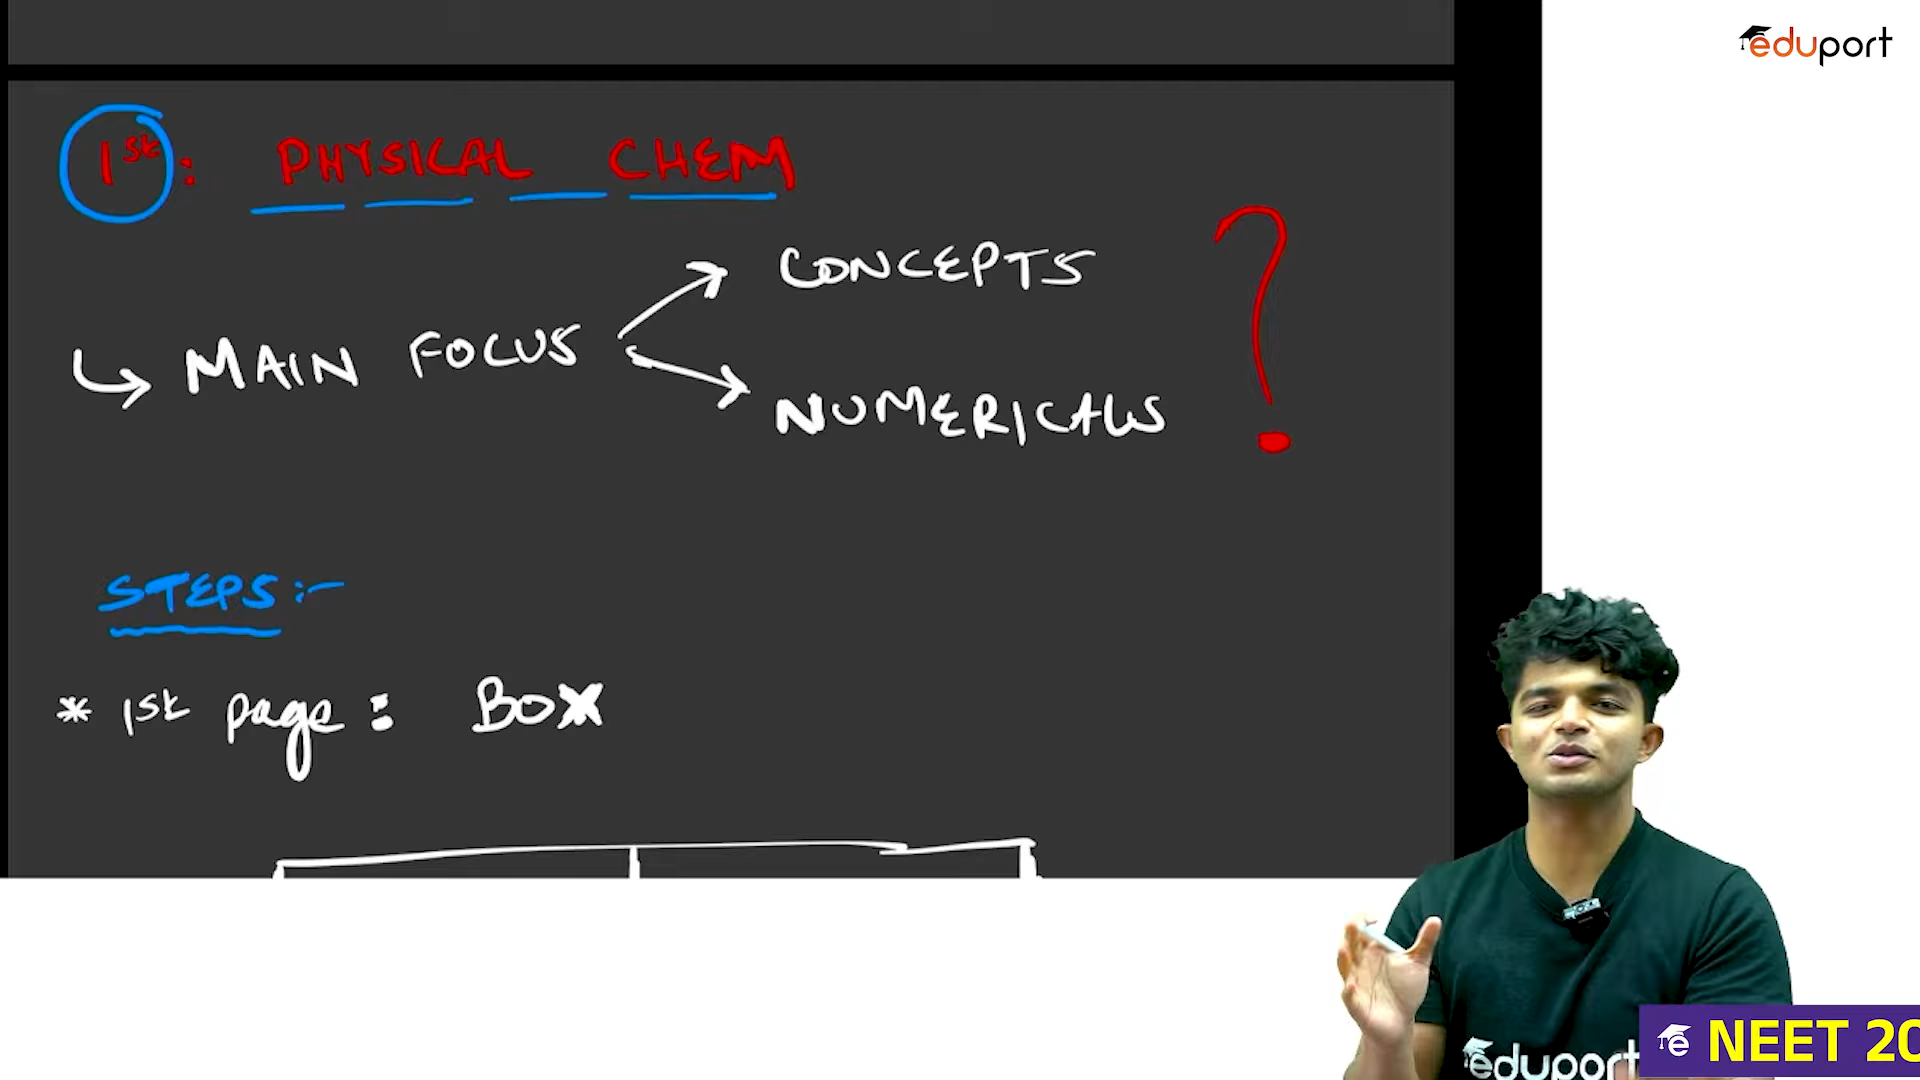 eduport
1st: PHYSICAL CHEM
CONCEPTS
?
↳ MAIN FOCUS
NUMERICALS
STEPS:-
* 1st page: BOX
eduport
e NEET 20